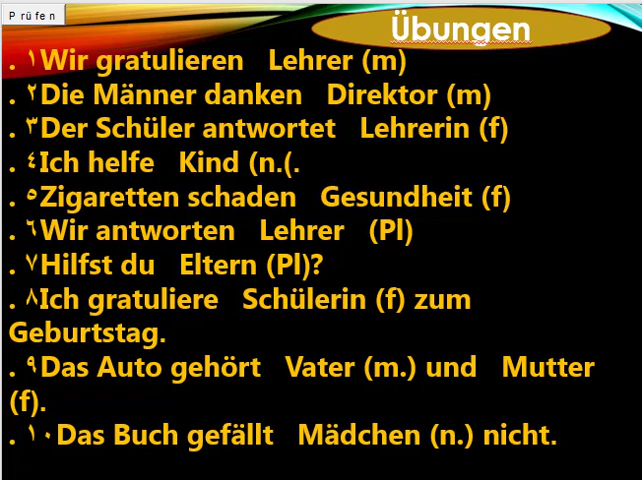 Prüfen
Übungen
. ١Wir gratulieren Lehrer (m)
. ٢Die Männer danken Direktor (m)
. ٣Der Schüler antwortet Lehrerin (f)
. ٤Ich helfe Kind (n.(.
. ٥Zigaretten schaden Gesundheit (f)
. ٦Wir antworten Lehrer (Pl)
. ٧Hilfst du Eltern (Pl)?
. ٨Ich gratuliere Schülerin (f) zum
Geburtstag.
. ٩Das Auto gehört Vater (m.) und Mutter
(f).
. ١٠Das Buch gefällt Mädchen (n.) nicht.